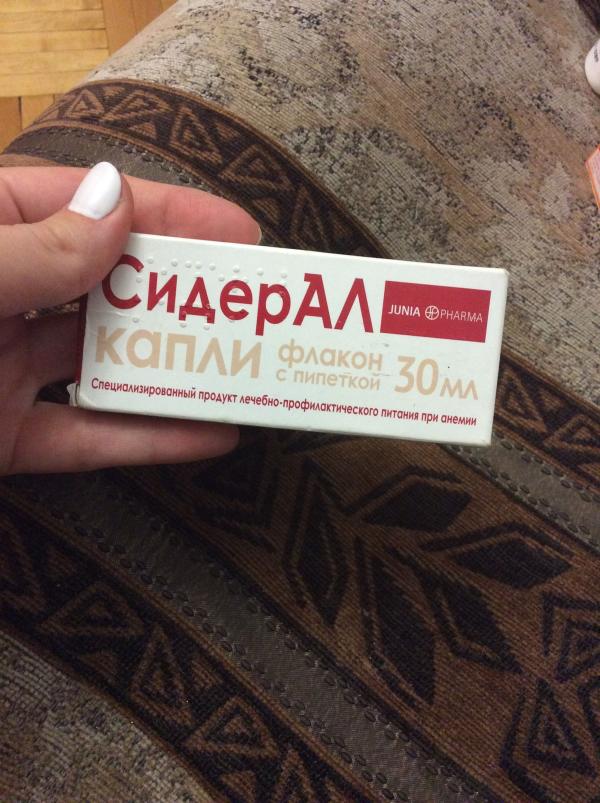 СидерАЛ
JUNIA PHARMA
капли
флакон
с пипеткой
30мл
Специализированный продукт лечебно-профилактического питания при анемии